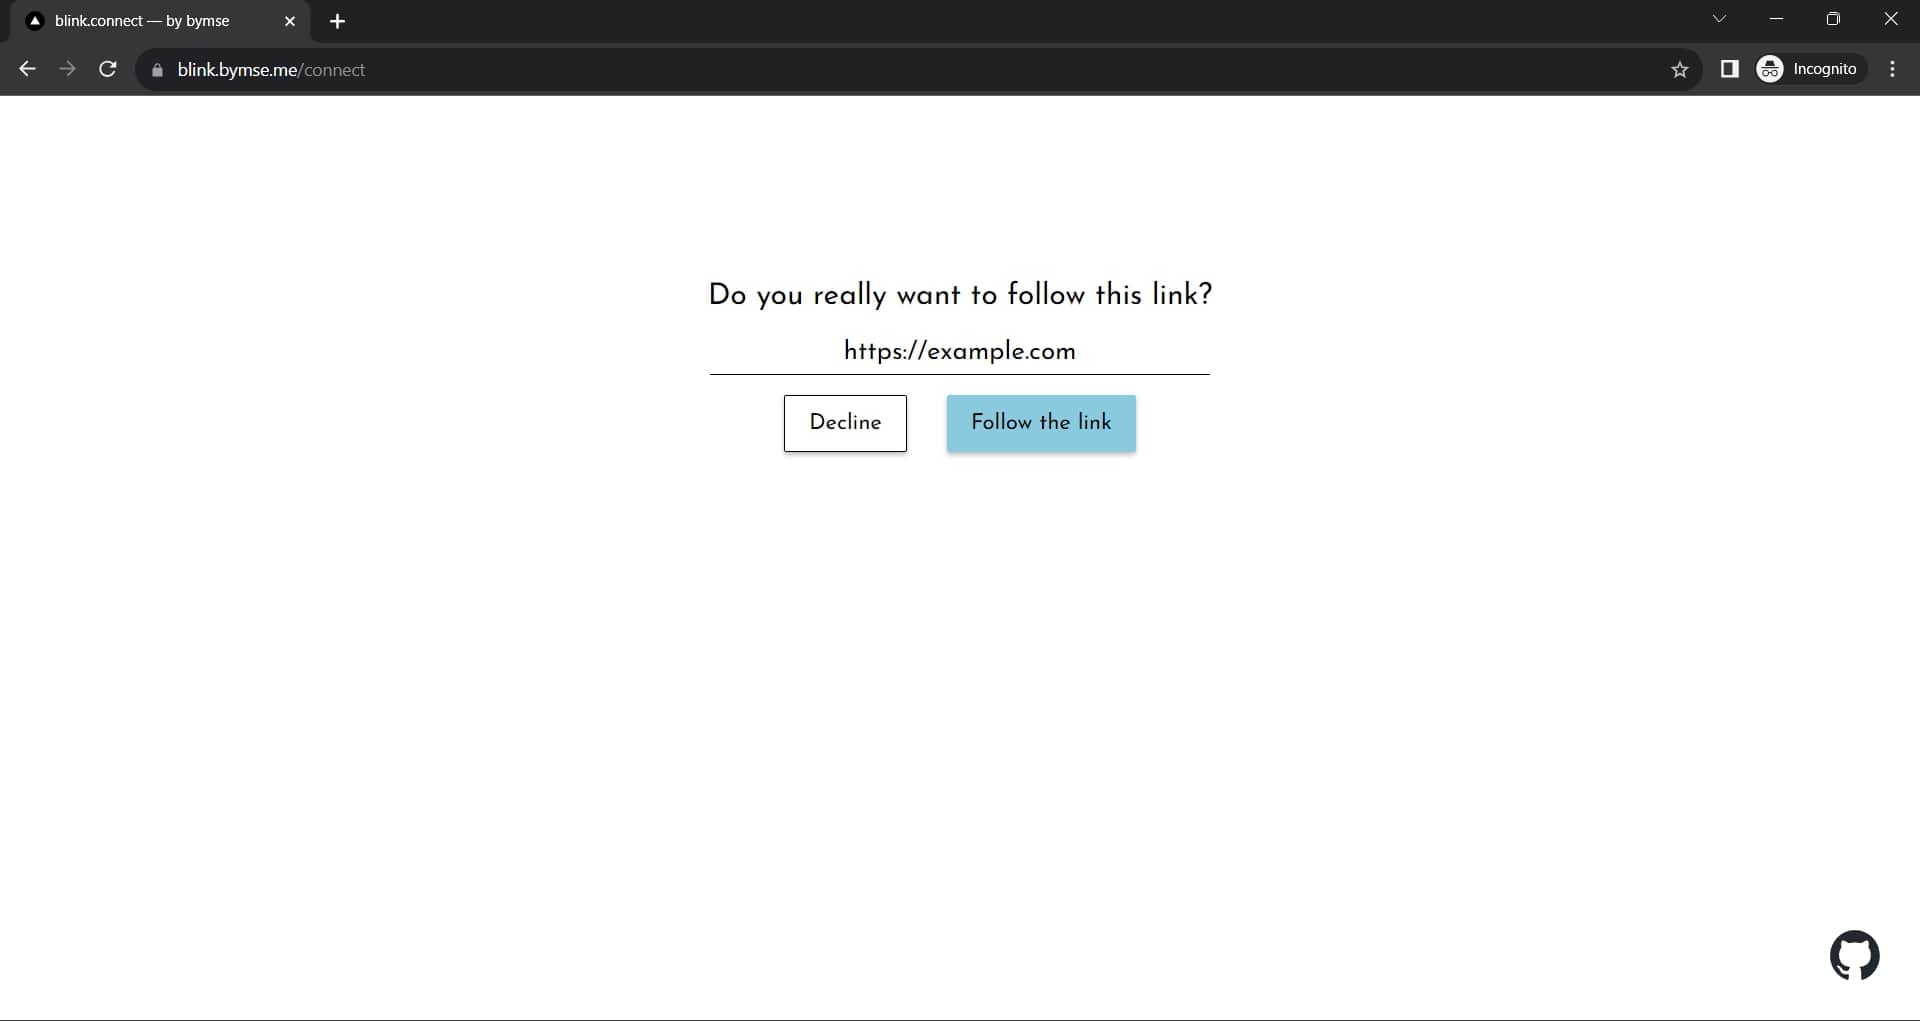 blink.connect — by bymse
blink.bymse.me/connect
Incognito
Do you really want to follow this link?
https://example.com
Decline
Follow the link